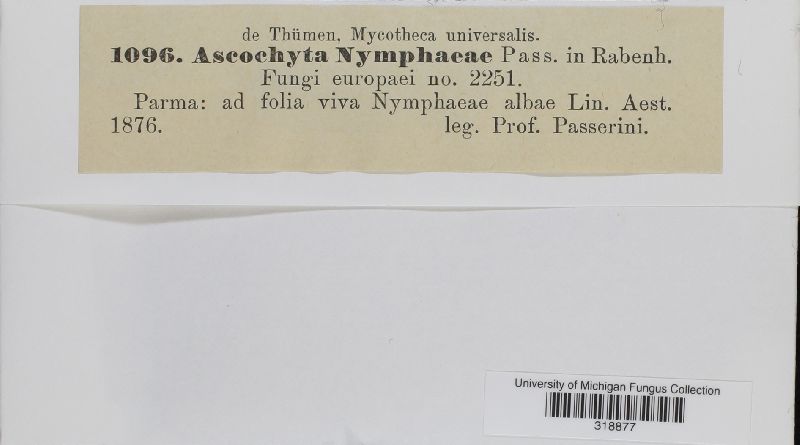 de Thümen, Mycotheca universalis.
1096. Ascochyta Nymphaeae Pass. in Rabenh.
Fungi europaei no. 2251.
Parma: ad folia viva Nymphaeae albae Lin. Aest.
1876. leg. Prof. Passerini.
University of Michigan Fungus Collection
318877